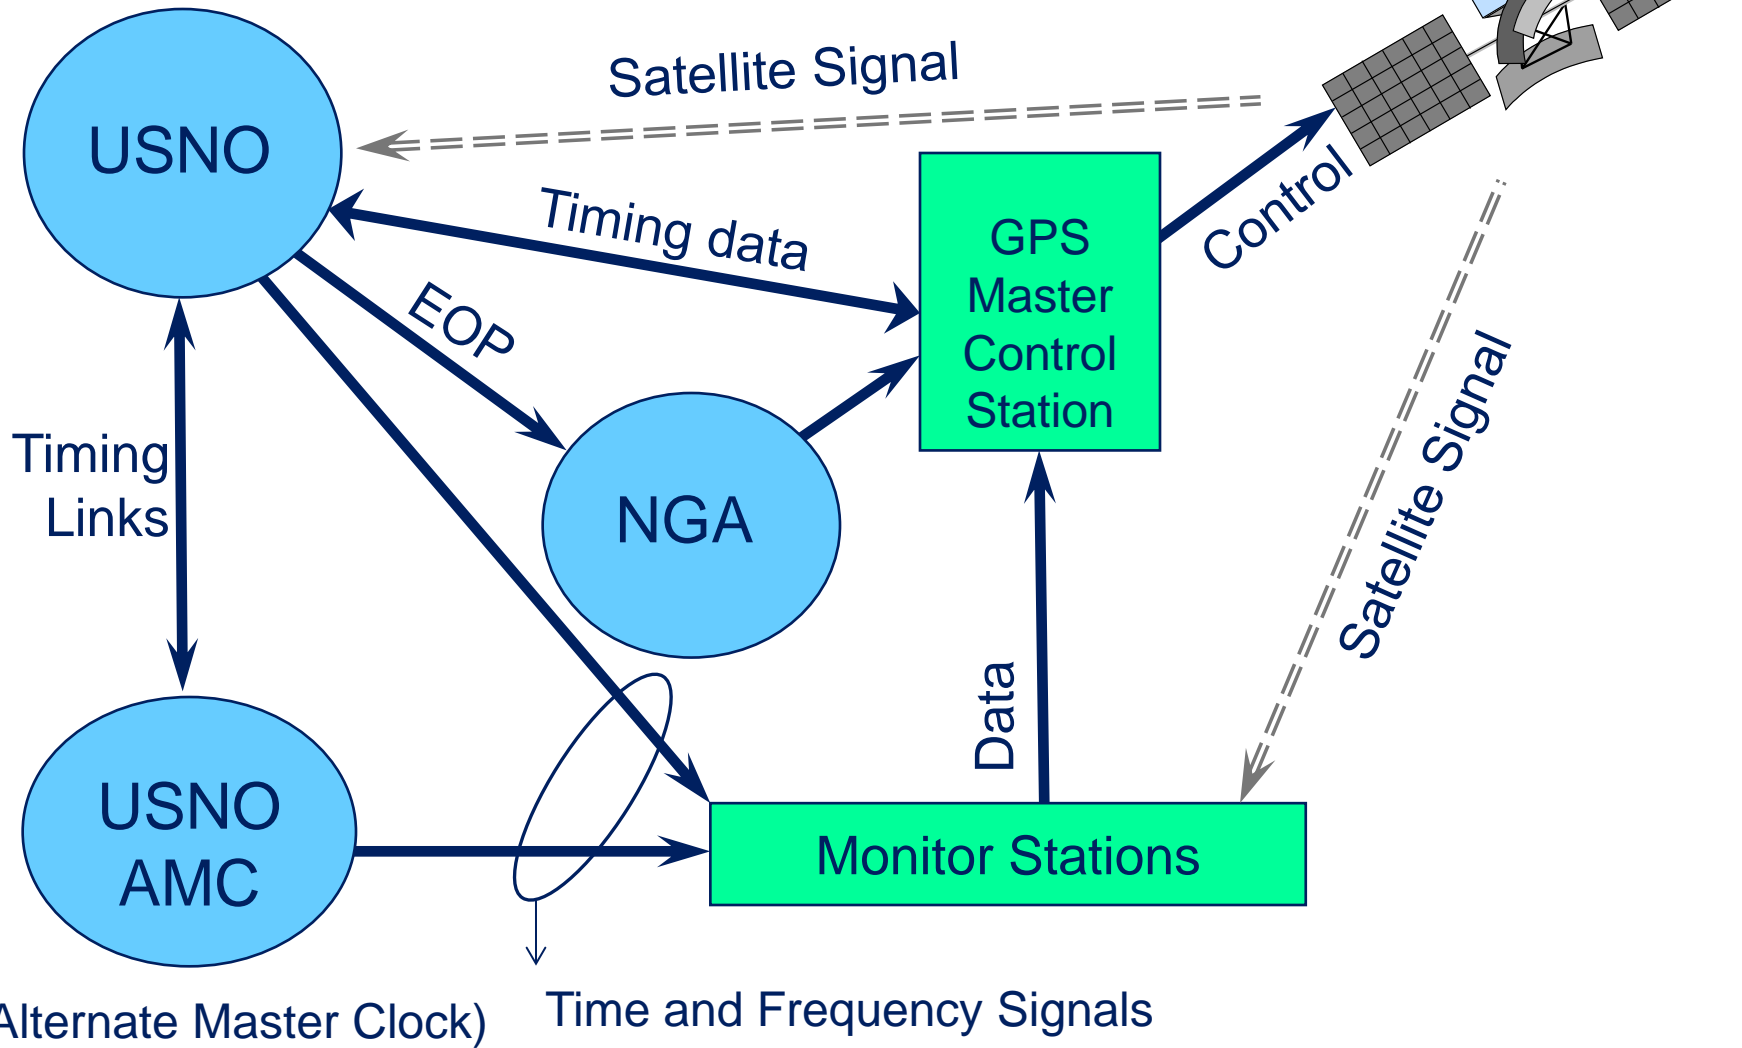 Satellite Signal
USNO
Timing data
GPS
Master
Control
Station
Control
EOP
Satellite Signal
Timing
Links
NGA
Data
USNO
AMC
Monitor Stations
Alternate Master Clock)
Time and Frequency Signals